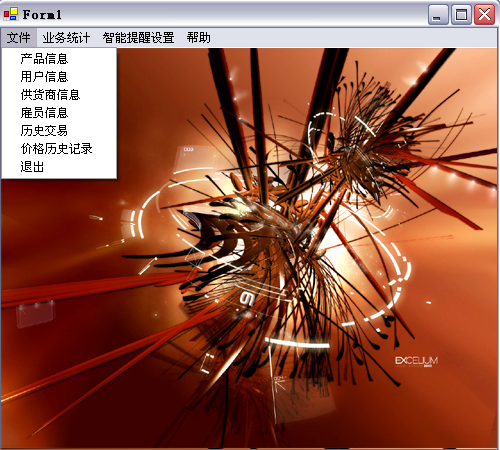 Form1
文件 业务统计 智能提醒设置 帮助
产品信息
用户信息
供货商信息
雇员信息
历史交易
价格历史记录
退出
6
EXCELIUM